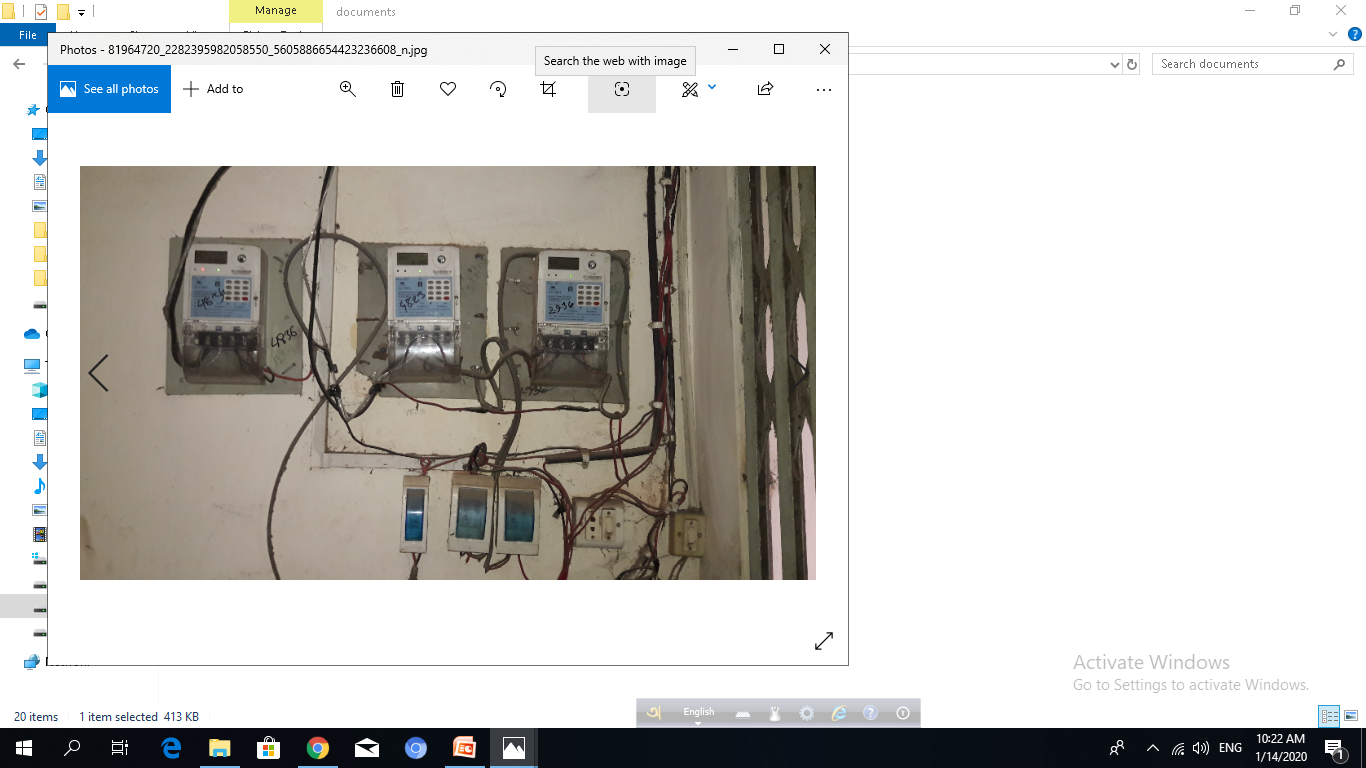 Manage
documents
File
Photos - 81964720_2282395982058550_5605886654423236608_n.jpg
Search the web with image
See all photos
Add to
Search documents
4836
2936
Activate Windows
Go to Settings to activate Windows.
20 items
1 item selected 413 KB
English
ENG
10:22 AM
1/14/2020
1